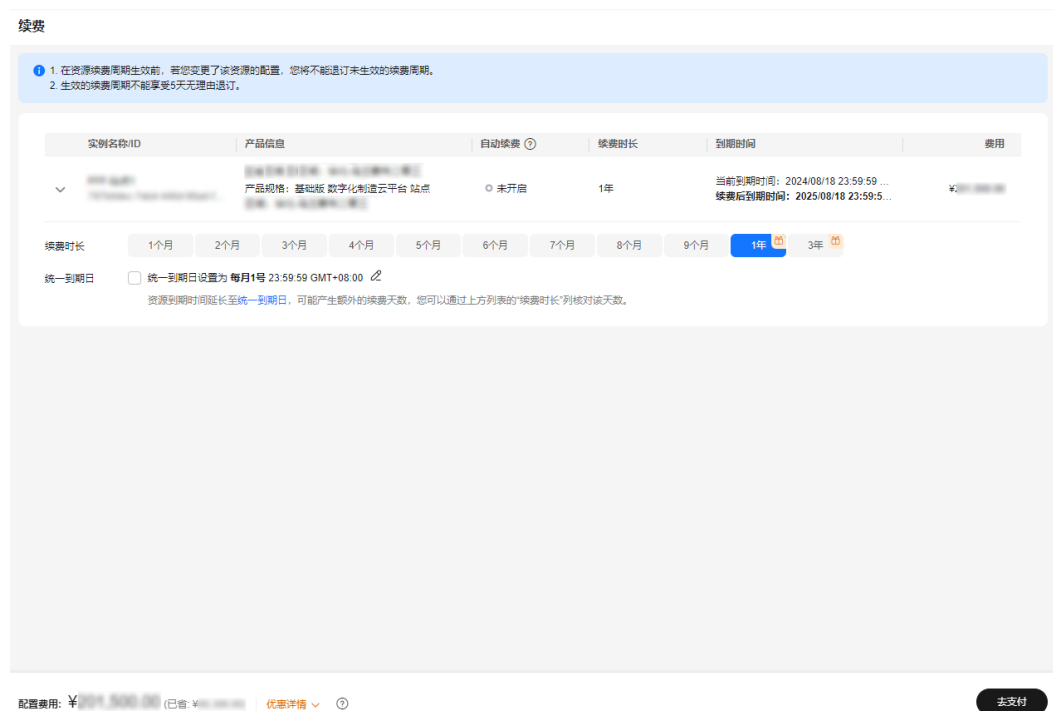 续费
1. 在资源续费周期生效前，若您变更了该资源的配置，您将不能退订未生效的续费周期。
2. 生效的续费周期不能享受5天无理由退订。
实例名称/ID 产品信息 自动续费 续费时长 到期时间 费用
产品规格：基础版 数字化制造云平台 站点
未开启
1年
当前到期时间：2024/08/18 23:59:59 ...
续费后到期时间：2025/08/18 23:59:5...
¥
续费时长 1个月 2个月 3个月 4个月 5个月 6个月 7个月 8个月 9个月 1年 3年
统一到期日 统一到期日设置为 每月1号 23:59:59 GMT+08:00
资源到期时间延长至统一到期日，可能产生额外的续费天数，您可以通过上方列表的“续费时长”列核对该天数。
配置费用: ¥ (已省: ¥ 优惠详情 去支付